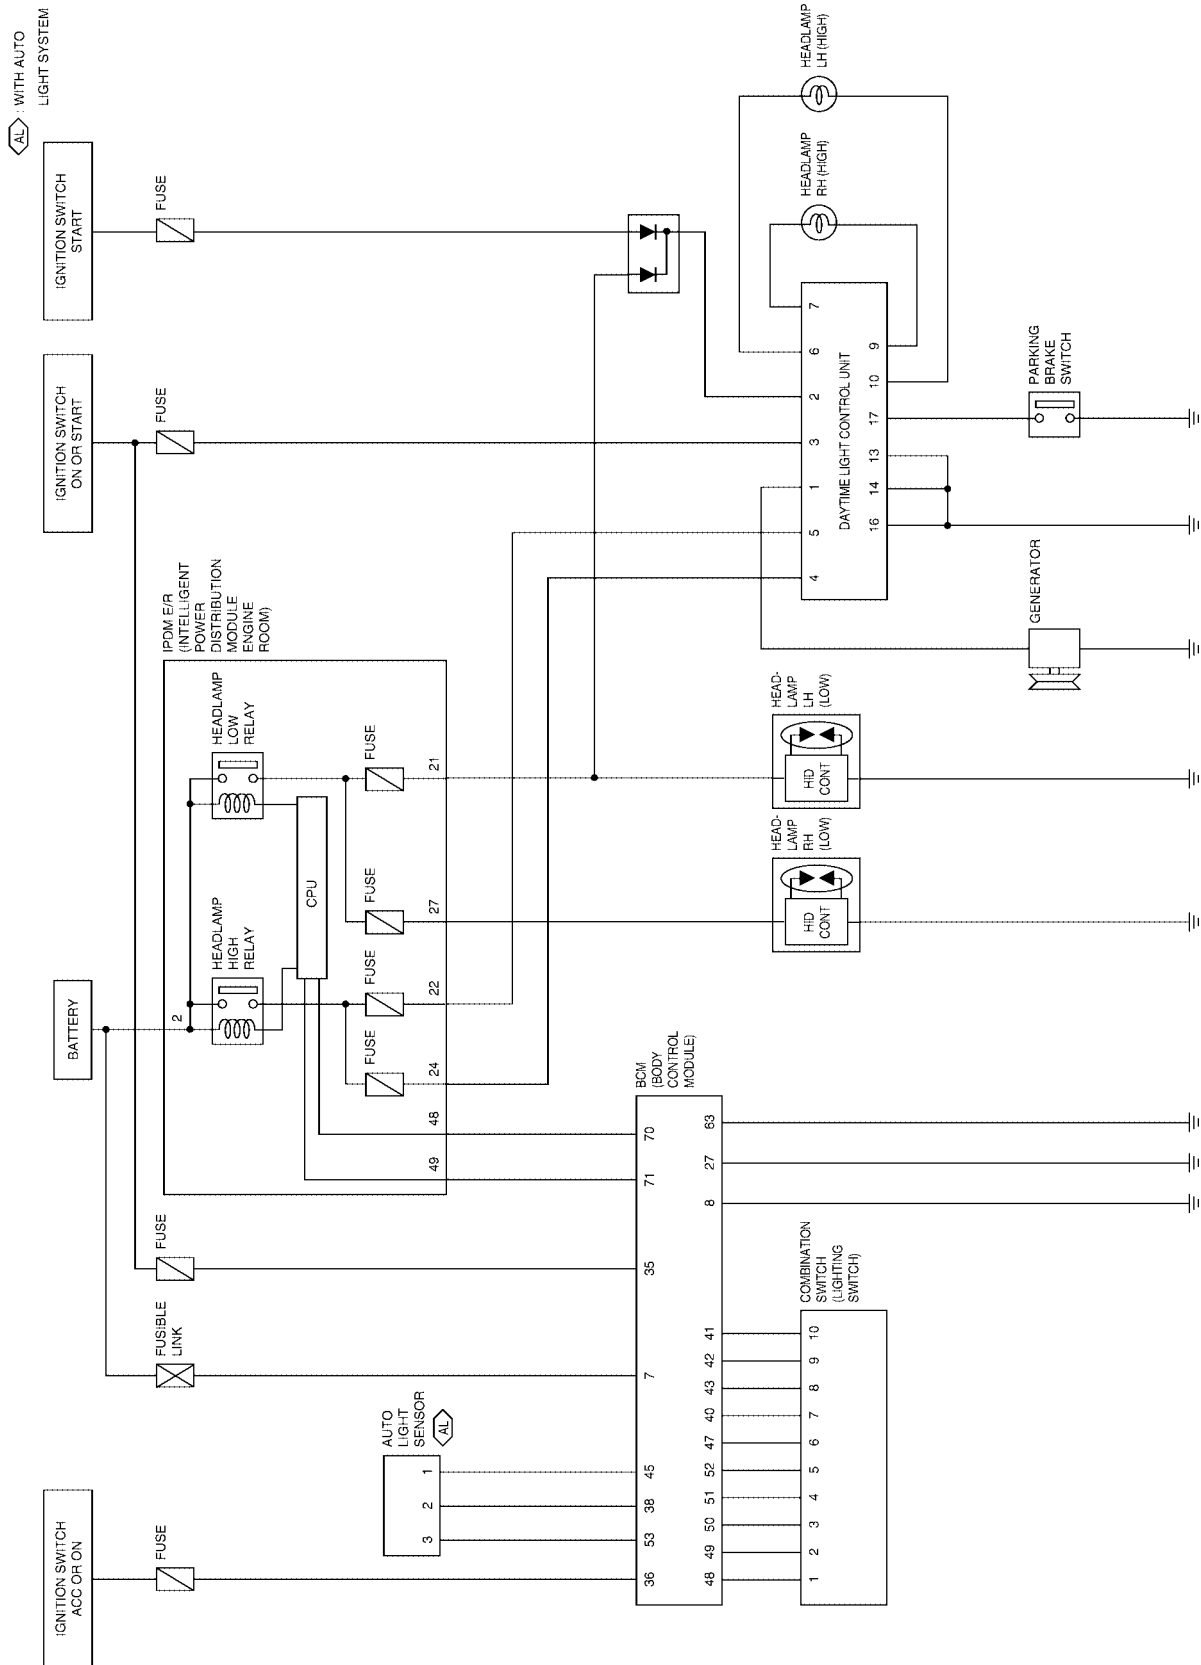 AL : WITH AUTO
LIGHT SYSTEM
IGNITION SWITCH
ACC OR ON
BATTERY
IGNITION SWITCH
ON OR START
IGNITION SWITCH
START
FUSE
FUSIBLE
LINK
FUSE
FUSE
FUSE
2
IPDM E/R
(INTELLIGENT
POWER
DISTRIBUTION
MODULE
ENGINE
ROOM)
HEADLAMP
HIGH
RELAY
HEADLAMP
LOW
RELAY
CPU
FUSE
FUSE
FUSE
FUSE
49
48
24
22
27
21
AUTO
LIGHT
SENSOR
AL
3
2
1
BCM
(BODY
CONTROL
MODULE)
36
53
38
45
7
35
71
70
48
49
50
51
52
47
40
43
42
41
8
27
63
COMBINATION
SWITCH
(LIGHTING
SWITCH)
1
2
3
4
5
6
7
8
9
10
HEAD-
LAMP
RH
(LOW)
HID
CONT
HEAD-
LAMP
LH
(LOW)
HID
CONT
DAYTIME LIGHT CONTROL UNIT
4
5
1
3
2
6
7
16
14
13
17
10
9
HEADLAMP
RH (HIGH)
HEADLAMP
LH (HIGH)
GENERATOR
PARKING
BRAKE
SWITCH